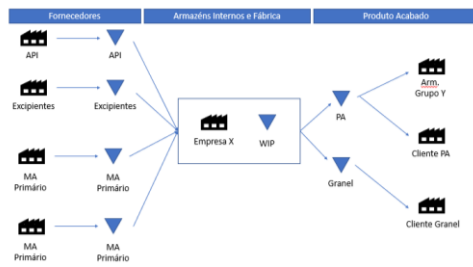 Fornecedores
Armazéns Internos e Fábrica
Produto Acabado
API
API
Excipientes
Excipientes
MA
Primário
MA
Primário
MA
Primário
MA
Primário
Empresa X
WIP
PA
Granel
Arm.
Grupo Y
Cliente PA
Cliente Granel